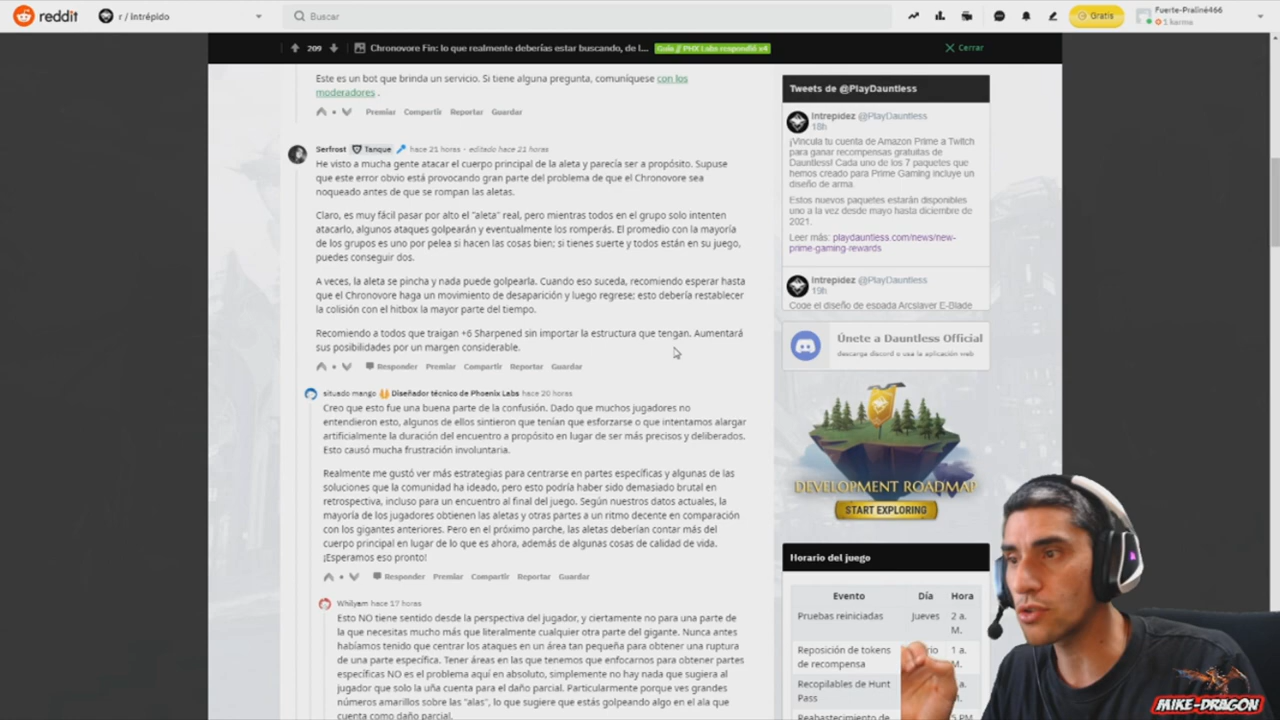 reddit
r / intrépido
Buscar
Gratis
Fuerte-Praliné466
1 karma
209
Chronovore Fin: lo que realmente deberías estar buscando, de l...
Guía // PHX Labs respondió x4
Cerrar
Este es un bot que brinda un servicio. Si tiene alguna pregunta, comuníquese con los
moderadores .
Premiar Compartir Reportar Guardar
Serfrost Tanque hace 21 horas · editado hace 21 horas
He visto a mucha gente atacar el cuerpo principal de la aleta y parecía ser a propósito. Supuse
que este error obvio está provocando gran parte del problema de que el Chronovore sea
noqueado antes de que se rompan las aletas.
Claro, es muy fácil pasar por alto el "aleta" real, pero mientras todos en el grupo solo intenten
atacarlo, algunos ataques golpearán y eventualmente los romperás. El promedio con la mayoría
de los grupos es uno por pelea si hacen las cosas bien; si tienes suerte y todos están en su juego,
puedes conseguir dos.
A veces, la aleta se pincha y nada puede golpearla. Cuando eso suceda, recomiendo esperar hasta
que el Chronovore haga un movimiento de desaparición y luego regrese; esto debería restablecer
la colisión con el hitbox la mayor parte del tiempo.
Recomiendo a todos que traigan +6 Sharpened sin importar la estructura que tengan. Aumentará
sus posibilidades por un margen considerable.
Responder Premiar Compartir Reportar Guardar
situado mango Diseñador técnico de Phoenix Labs hace 20 horas
Creo que esto fue una buena parte de la confusión. Dado que muchos jugadores no
entendieron esto, algunos de ellos sintieron que tenían que esforzarse o que intentamos alargar
artificialmente la duración del encuentro a propósito en lugar de ser más precisos y deliberados.
Esto causó mucha frustración involuntaria.
Realmente me gustó ver más estrategias para centrarse en partes específicas y algunas de las
soluciones que la comunidad ha ideado, pero esto podría haber sido demasiado brutal en
retrospectiva, incluso para un encuentro al final del juego. Según nuestros datos actuales, la
mayoría de los jugadores obtienen las aletas y otras partes a un ritmo decente en comparación
con los gigantes anteriores. Pero en el próximo parche, las aletas deberían contar más del
cuerpo principal en lugar de lo que es ahora, además de algunas cosas de calidad de vida.
¡Esperamos eso pronto!
Responder Premiar Compartir Reportar Guardar
Whilyam hace 17 horas
Esto NO tiene sentido desde la perspectiva del jugador, y ciertamente no para una parte de
la que necesitas mucho más que literalmente cualquier otra parte del gigante. Nunca antes
habíamos tenido que centrar los ataques en un área tan pequeña para obtener una ruptura
de una parte específica. Tener áreas en las que tenemos que enfocarnos para obtener partes
específicas NO es el problema aquí en absoluto, simplemente no hay nada que sugiera al
jugador que solo la uña cuenta para el daño parcial. Particularmente porque ves grandes
números amarillos sobre las "alas", lo que sugiere que estás golpeando algo en el ala que
cuenta como daño parcial.
Tweets de @PlayDauntless
Intrepidez @PlayDauntless
18h
¡Vincula tu cuenta de Amazon Prime a Twitch
para ganar recompensas gratuitas de
Dauntless! Cada uno de los 7 paquetes que
hemos creado para Prime Gaming incluye un
diseño de arma.
Estos nuevos paquetes estarán disponibles
uno a la vez desde mayo hasta diciembre de
2021.
Leer más: playdauntless.com/news/new-
prime-gaming-rewards
Intrepidez @PlayDauntless
19h
Coge el diseño de espada Arcslayer E-Blade
Únete a Dauntless Official
descarga discord o usa la aplicación web
DEVELOPMENT ROADMAP
START EXPLORING
Horario del juego
Evento Día Hora
Pruebas reiniciadas Jueves 2 a.
M.
Reposición de tokens
de recompensa
1 a.
M.
Recopilables de Hunt
Pass
MIKE-DRAGON